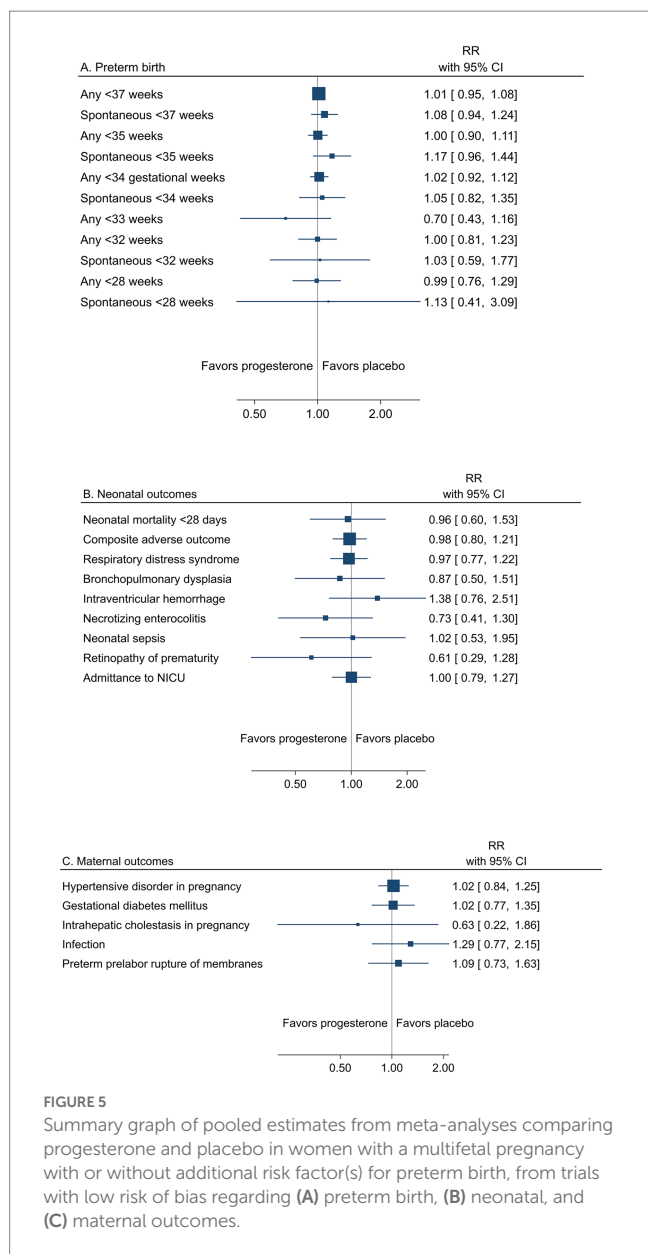 RR
A. Preterm birth with 95% CI
Any <37 weeks 1.01 [ 0.95, 1.08]
Spontaneous <37 weeks 1.08 [ 0.94, 1.24]
Any <35 weeks 1.00 [ 0.90, 1.11]
Spontaneous <35 weeks 1.17 [ 0.96, 1.44]
Any <34 gestational weeks 1.02 [ 0.92, 1.12]
Spontaneous <34 weeks 1.05 [ 0.82, 1.35]
Any <33 weeks 0.70 [ 0.43, 1.16]
Any <32 weeks 1.00 [ 0.81, 1.23]
Spontaneous <32 weeks 1.03 [ 0.59, 1.77]
Any <28 weeks 0.99 [ 0.76, 1.29]
Spontaneous <28 weeks 1.13 [ 0.41, 3.09]
Favors progesterone Favors placebo
0.50 1.00 2.00
RR
B. Neonatal outcomes with 95% CI
Neonatal mortality <28 days 0.96 [ 0.60, 1.53]
Composite adverse outcome 0.98 [ 0.80, 1.21]
Respiratory distress syndrome 0.97 [ 0.77, 1.22]
Bronchopulmonary dysplasia 0.87 [ 0.50, 1.51]
Intraventricular hemorrhage 1.38 [ 0.76, 2.51]
Necrotizing enterocolitis 0.73 [ 0.41, 1.30]
Neonatal sepsis 1.02 [ 0.53, 1.95]
Retinopathy of prematurity 0.61 [ 0.29, 1.28]
Admittance to NICU 1.00 [ 0.79, 1.27]
Favors progesterone Favors placebo
0.50 1.00 2.00
RR
C. Maternal outcomes with 95% CI
Hypertensive disorder in pregnancy 1.02 [ 0.84, 1.25]
Gestational diabetes mellitus 1.02 [ 0.77, 1.35]
Intrahepatic cholestasis in pregnancy 0.63 [ 0.22, 1.86]
Infection 1.29 [ 0.77, 2.15]
Preterm prelabor rupture of membranes 1.09 [ 0.73, 1.63]
Favors progesterone Favors placebo
0.50 1.00 2.00
FIGURE 5
Summary graph of pooled estimates from meta-analyses comparing
progesterone and placebo in women with a multifetal pregnancy
with or without additional risk factor(s) for preterm birth, from trials
with low risk of bias regarding (A) preterm birth, (B) neonatal, and
(C) maternal outcomes.